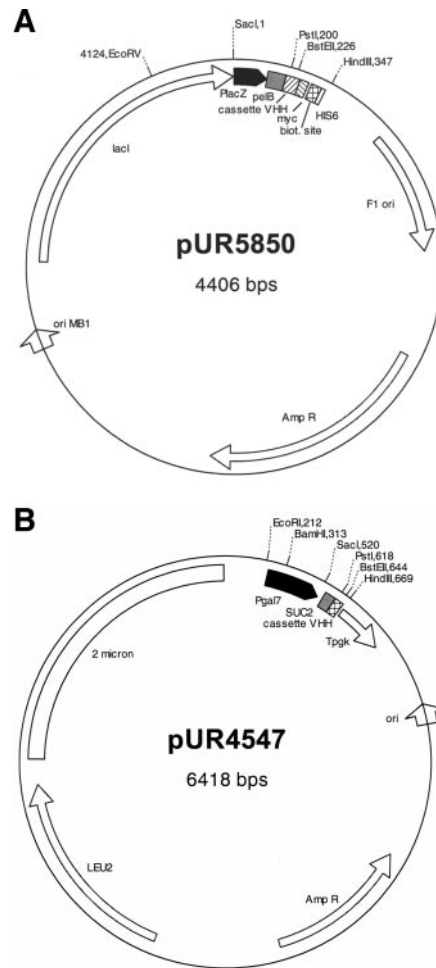 A
SacI,1
PstI,200
BstEII,226
HindIII,347
4124,EcoRV
PlacZ
pelB
cassette VHH
myc
biot. site
HIS6
lacI
F1 ori
pUR5850
4406 bps
ori MB1
Amp R
B
EcoRI,212
BamHI,313
SacI,520
PstI,618
BstEII,644
HindIII,669
Pgal7
SUC2
cassette VHH
Tpgk
2 micron
ori
pUR4547
6418 bps
LEU2
Amp R